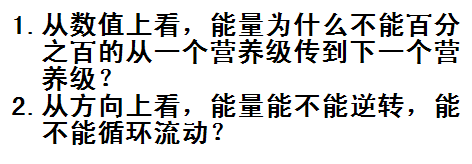 1. 从数值上看，能量为什么不能百分
之百的从一个营养级传到下一个营
养级？
2. 从方向上看，能量能不能逆转，能
不能循环流动？